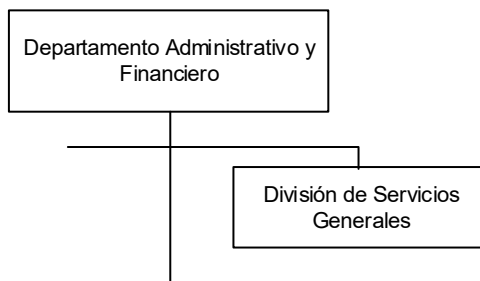 Departamento Administrativo y
Financiero
División de Servicios
Generales